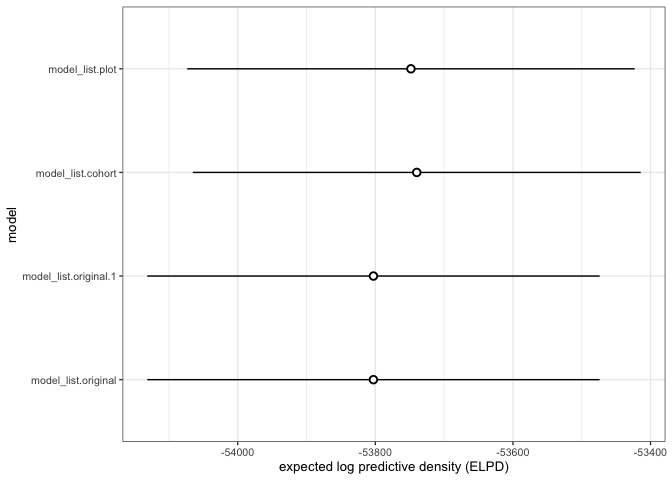 model_list.plot
model_list.cohort
model_list.original.1
model_list.original
model
-54000 -53800 -53600 -53400
expected log predictive density (ELPD)